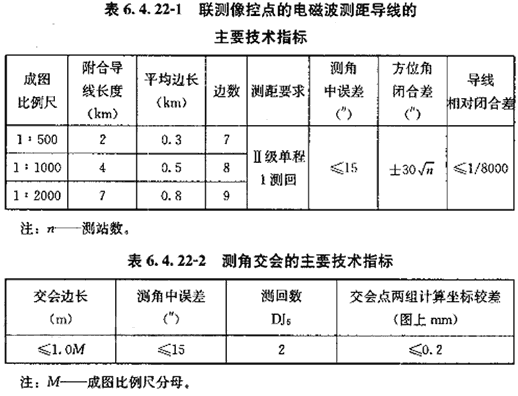 表 6.4.22-1 联测像控点的电磁波测距导线的
主要技术指标
成图比例尺 附合导线长度(km) 平均边长(km) 边数 测距要求 测角中误差(″) 方位角闭合差(″) 导线相对闭合差
1:500 2 0.3 7 Ⅱ级单程1测回 ≤15 ±30√n ≤1/8000
1:1000 4 0.5 8
1:2000 7 0.8 9
注：n——测站数。
表 6.4.22-2 测角交会的主要技术指标
交会边长(m) 测角中误差(″) 测回数DJ6 交会点两组计算坐标较差(图上 mm)
≤1.0M ≤15 2 ≤0.2
注：M——成图比例尺分母。